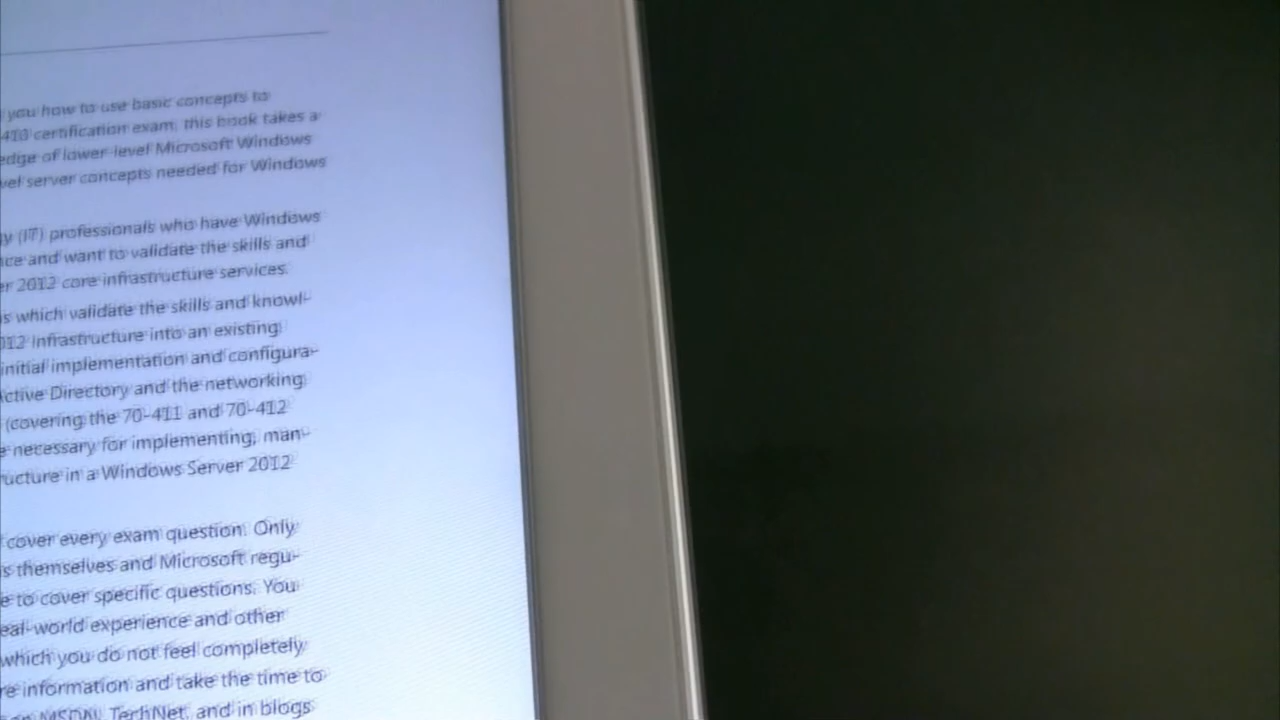 you how to use basic concepts to
410 certification exam, this book takes a
edge of lower-level Microsoft Windows
vel server concepts needed for Windows
y (IT) professionals who have Windows
nce and want to validate the skills and
er 2012 core infrastructure services.
s which validate the skills and knowl-
012 Infrastructure into an existing
initial implementation and configura-
Active Directory and the networking
(covering the 70-411 and 70-412
e necessary for implementing, man-
ructure in a Windows Server 2012
cover every exam question. Only
s themselves and Microsoft regu-
e to cover specific questions. You
eal-world experience and other
which you do not feel completely
re information and take the time to
on MSDN, TechNet, and in blogs